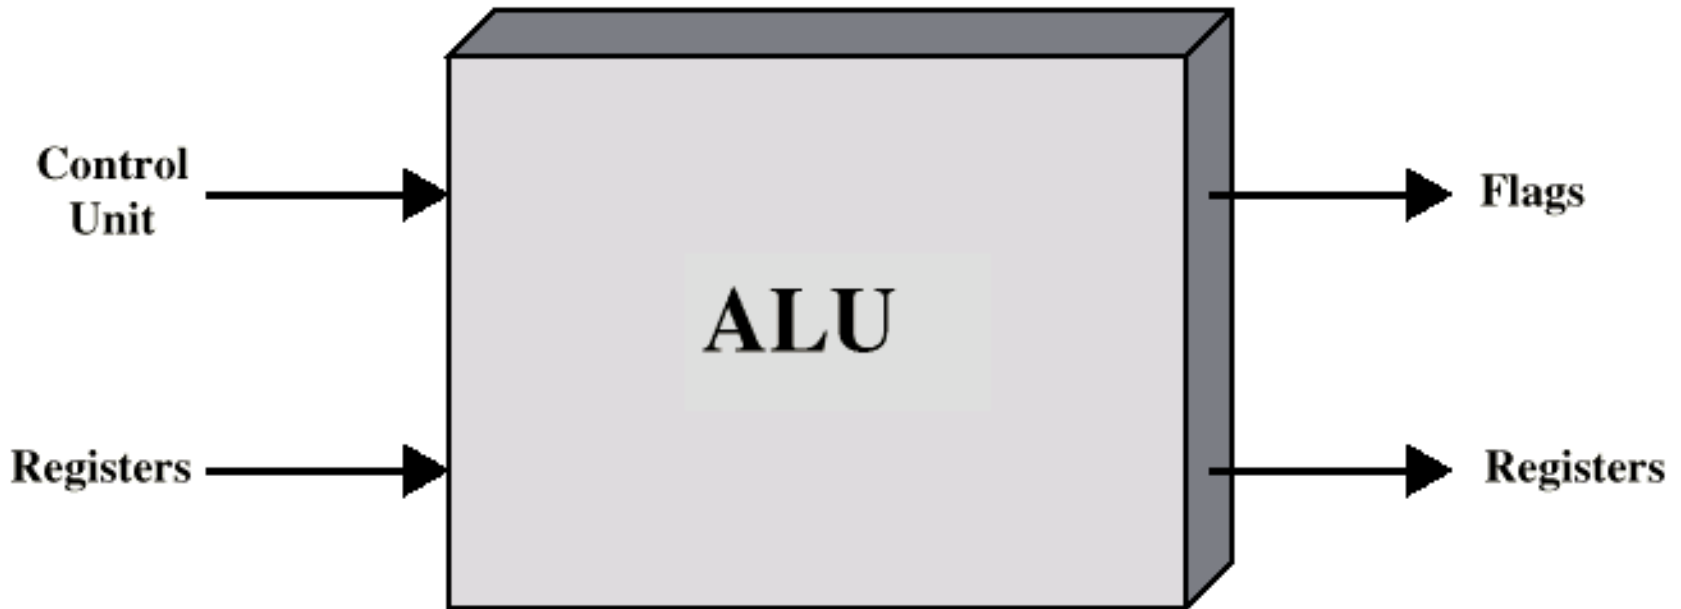 Control
Unit
Flags
ALU
Registers
Registers